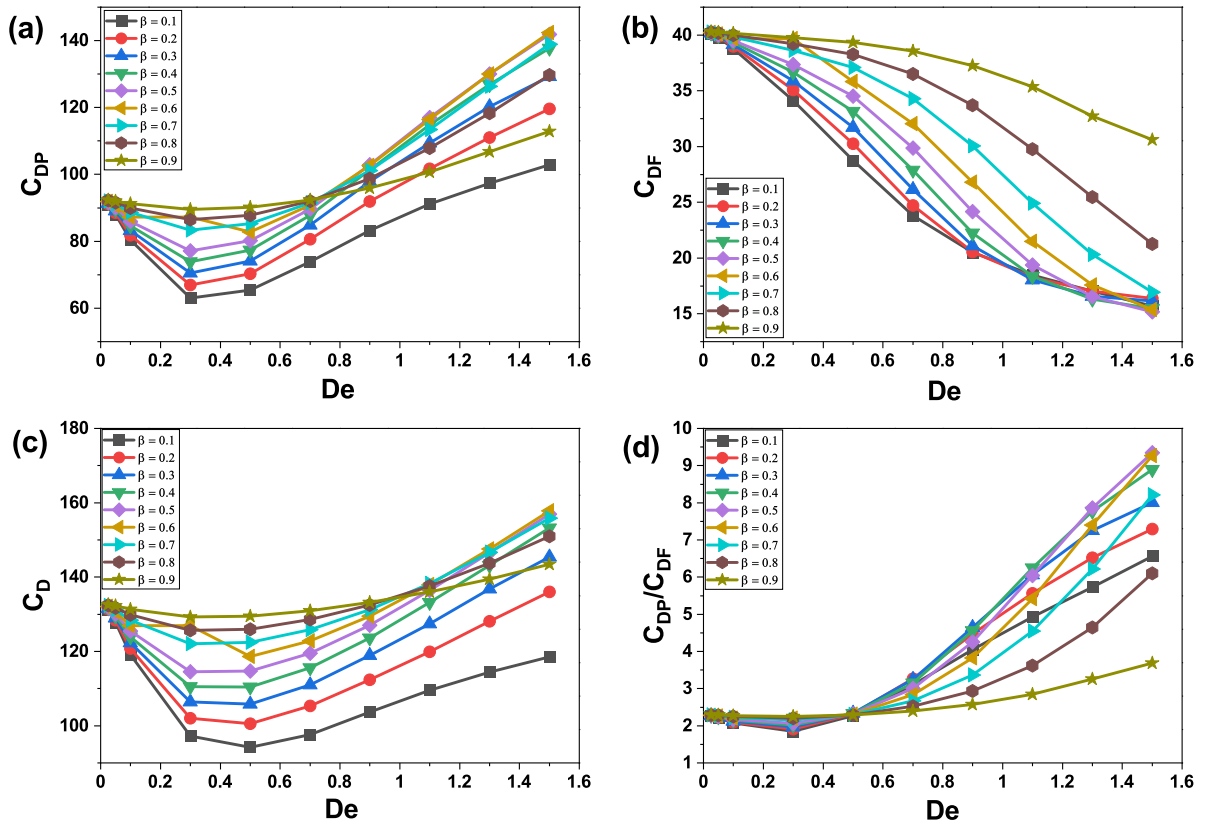 (a)
β = 0.1
β = 0.2
β = 0.3
β = 0.4
β = 0.5
β = 0.6
β = 0.7
β = 0.8
β = 0.9
C_DP
140
120
100
80
60
0
0.2
0.4
0.6
0.8
1
1.2
1.4
1.6
De
(b)
C_DF
40
35
30
25
20
15
β = 0.1
β = 0.2
β = 0.3
β = 0.4
β = 0.5
β = 0.6
β = 0.7
β = 0.8
β = 0.9
0
0.2
0.4
0.6
0.8
1
1.2
1.4
1.6
De
(c)
β = 0.1
β = 0.2
β = 0.3
β = 0.4
β = 0.5
β = 0.6
β = 0.7
β = 0.8
β = 0.9
C_D
180
160
140
120
100
0
0.2
0.4
0.6
0.8
1
1.2
1.4
1.6
De
(d)
β = 0.1
β = 0.2
β = 0.3
β = 0.4
β = 0.5
β = 0.6
β = 0.7
β = 0.8
β = 0.9
C_DP/C_DF
10
9
8
7
6
5
4
3
2
1
0
0.2
0.4
0.6
0.8
1
1.2
1.4
1.6
De